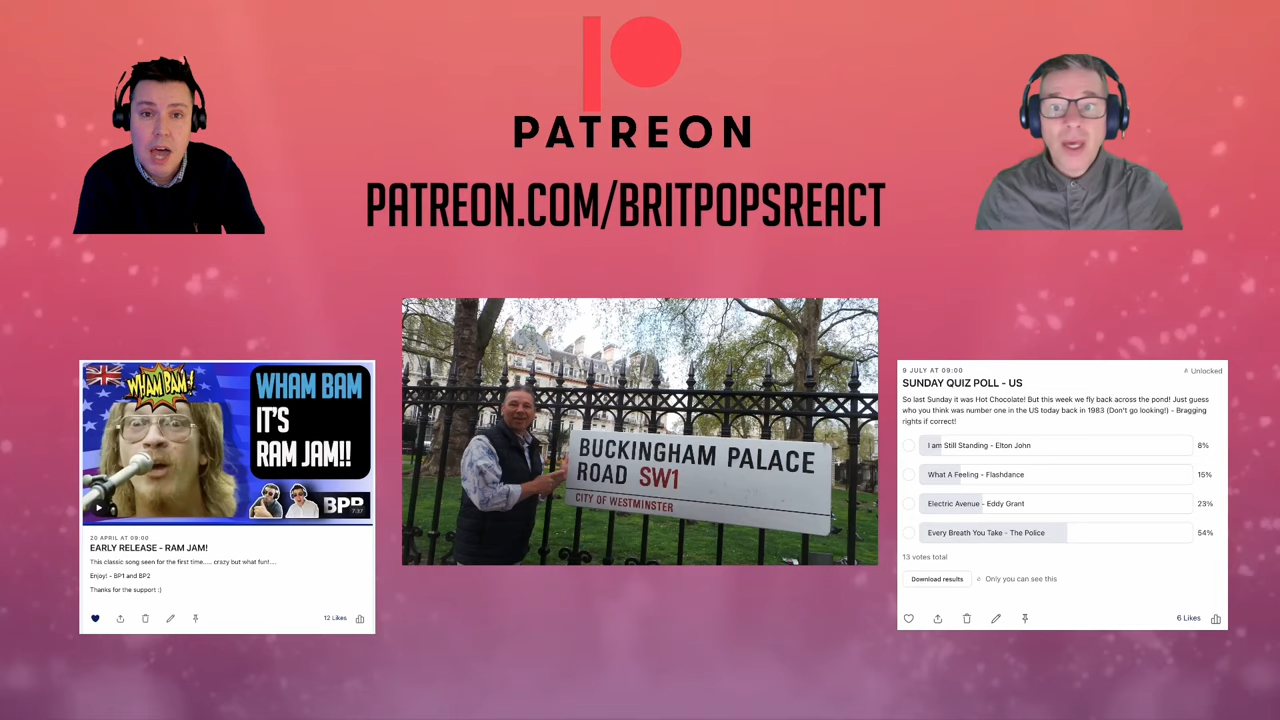 PATREON
PATREON.COM/BRITPOPSREACT
WHAM BAM!
WHAM BAM
IT'S
RAM JAM!!
BPP
7:37
20 APRIL AT 09:00
EARLY RELEASE - RAM JAM!
This classic song seen for the first time..... crazy but what fun!....
Enjoy! - BP1 and BP2
Thanks for the support :)
12 Likes
BUCKINGHAM PALACE
ROAD SW1
CITY OF WESTMINSTER
9 JULY AT 09:00
Unlocked
SUNDAY QUIZ POLL - US
So last Sunday it was Hot Chocolate! But this week we fly back across the pond! Just guess
who you think was number one in the US today back in 1983 (Don't go looking!) - Bragging
rights if correct!
I am Still Standing - Elton John 8%
What A Feeling - Flashdance 15%
Electric Avenue - Eddy Grant 23%
Every Breath You Take - The Police 54%
13 votes total
Download results Only you can see this
6 Likes